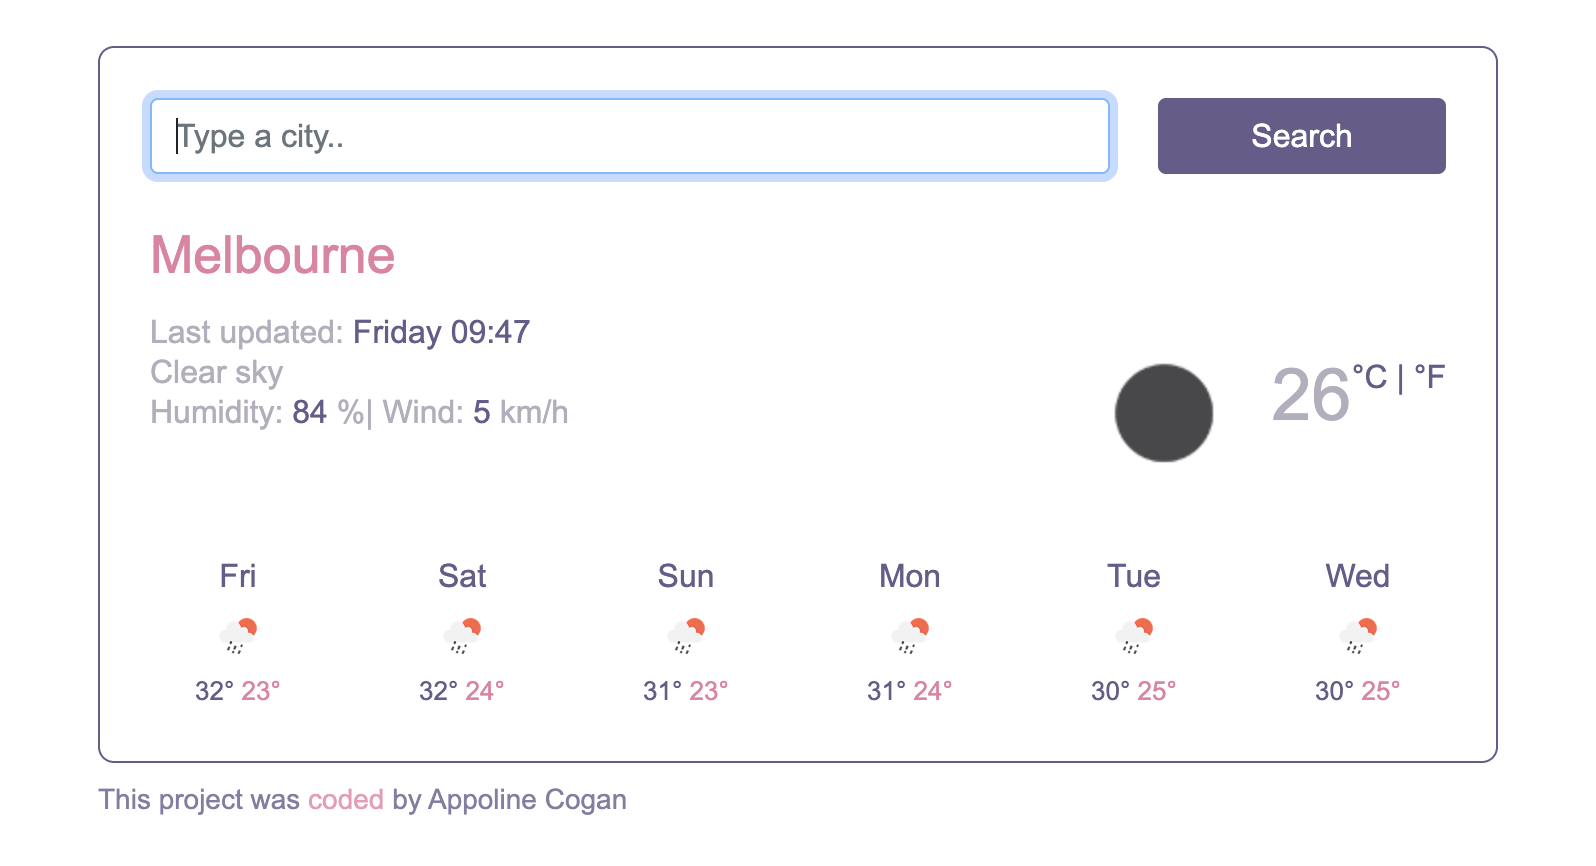 Type a city..
Search
Melbourne
Last updated: Friday 09:47
Clear sky
Humidity: 84 %| Wind: 5 km/h
26 °C | °F
Fri Sat Sun Mon Tue Wed
32° 23° 32° 24° 31° 23° 31° 24° 30° 25° 30° 25°
This project was coded by Appoline Cogan